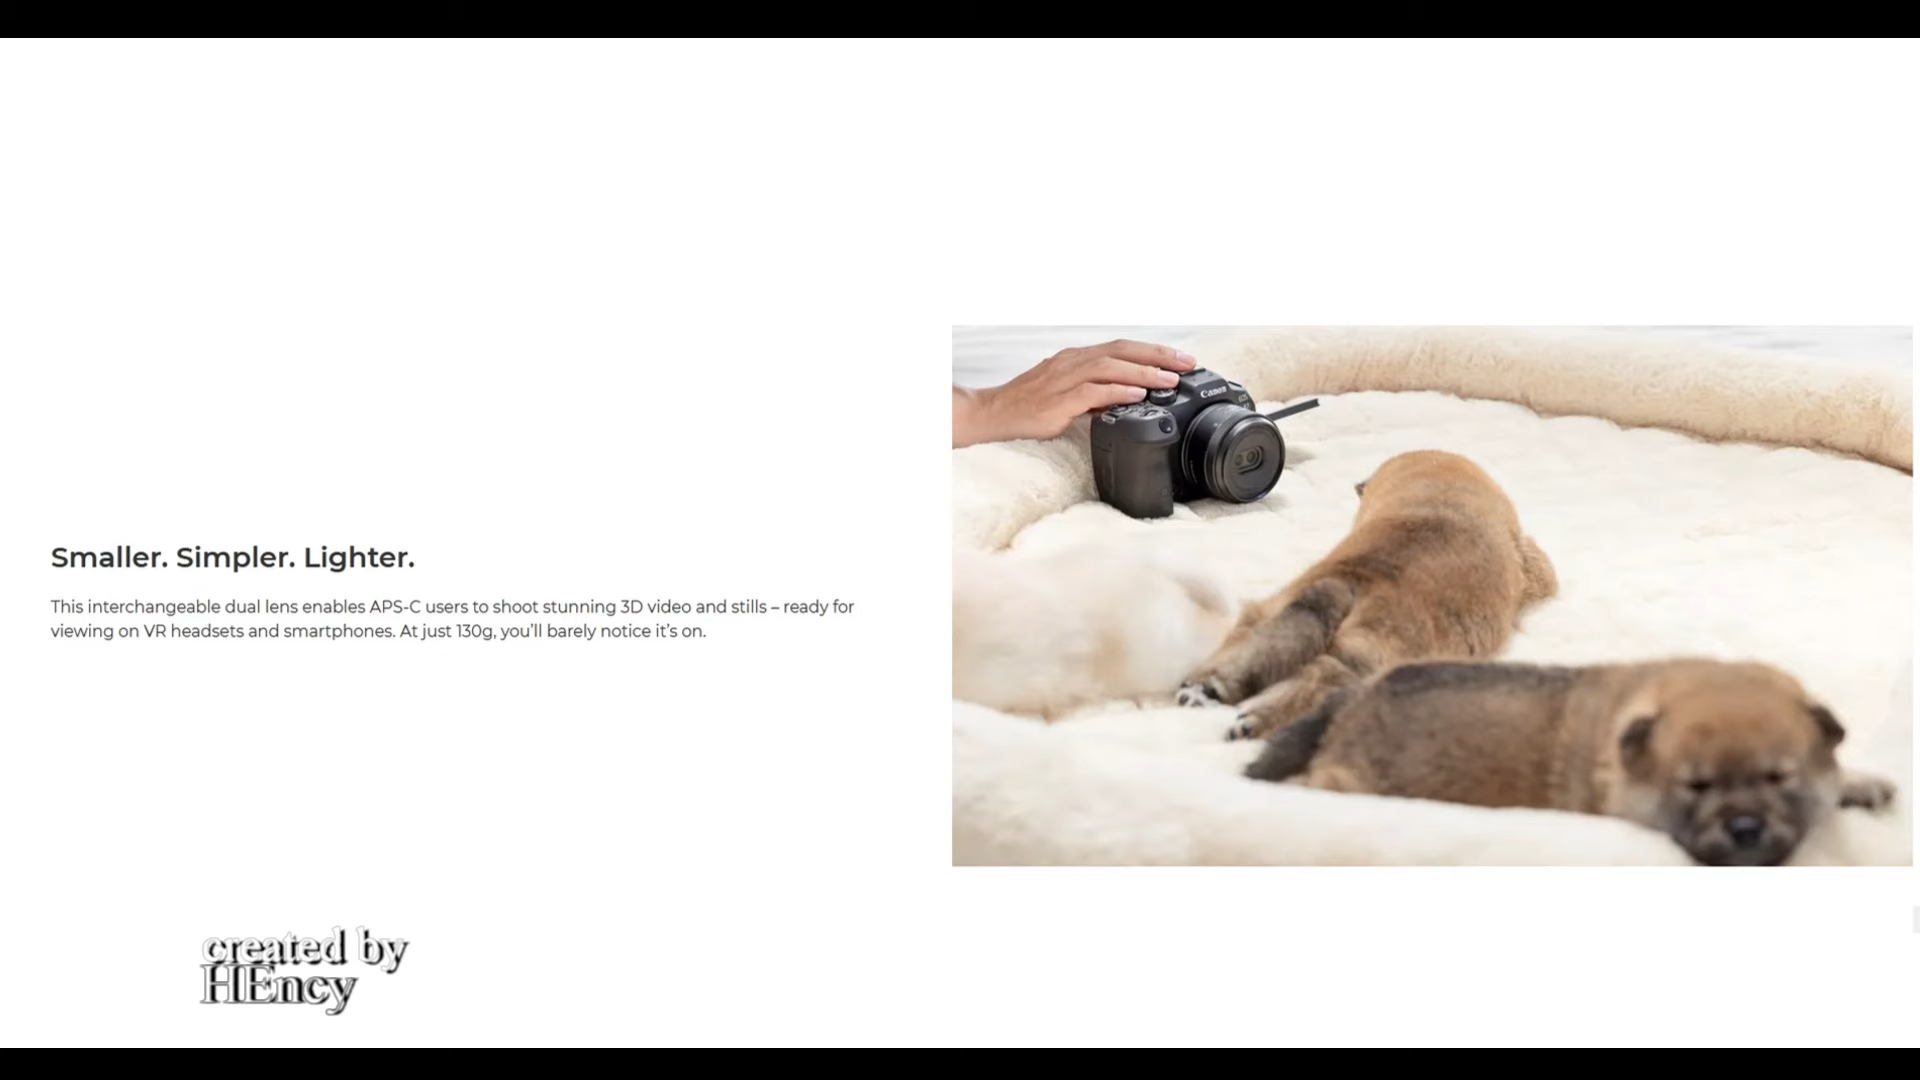 Canon
Smaller. Simpler. Lighter.
This interchangeable dual lens enables APS-C users to shoot stunning 3D video and stills – ready for
viewing on VR headsets and smartphones. At just 130g, you’ll barely notice it’s on.
created by
HEncy